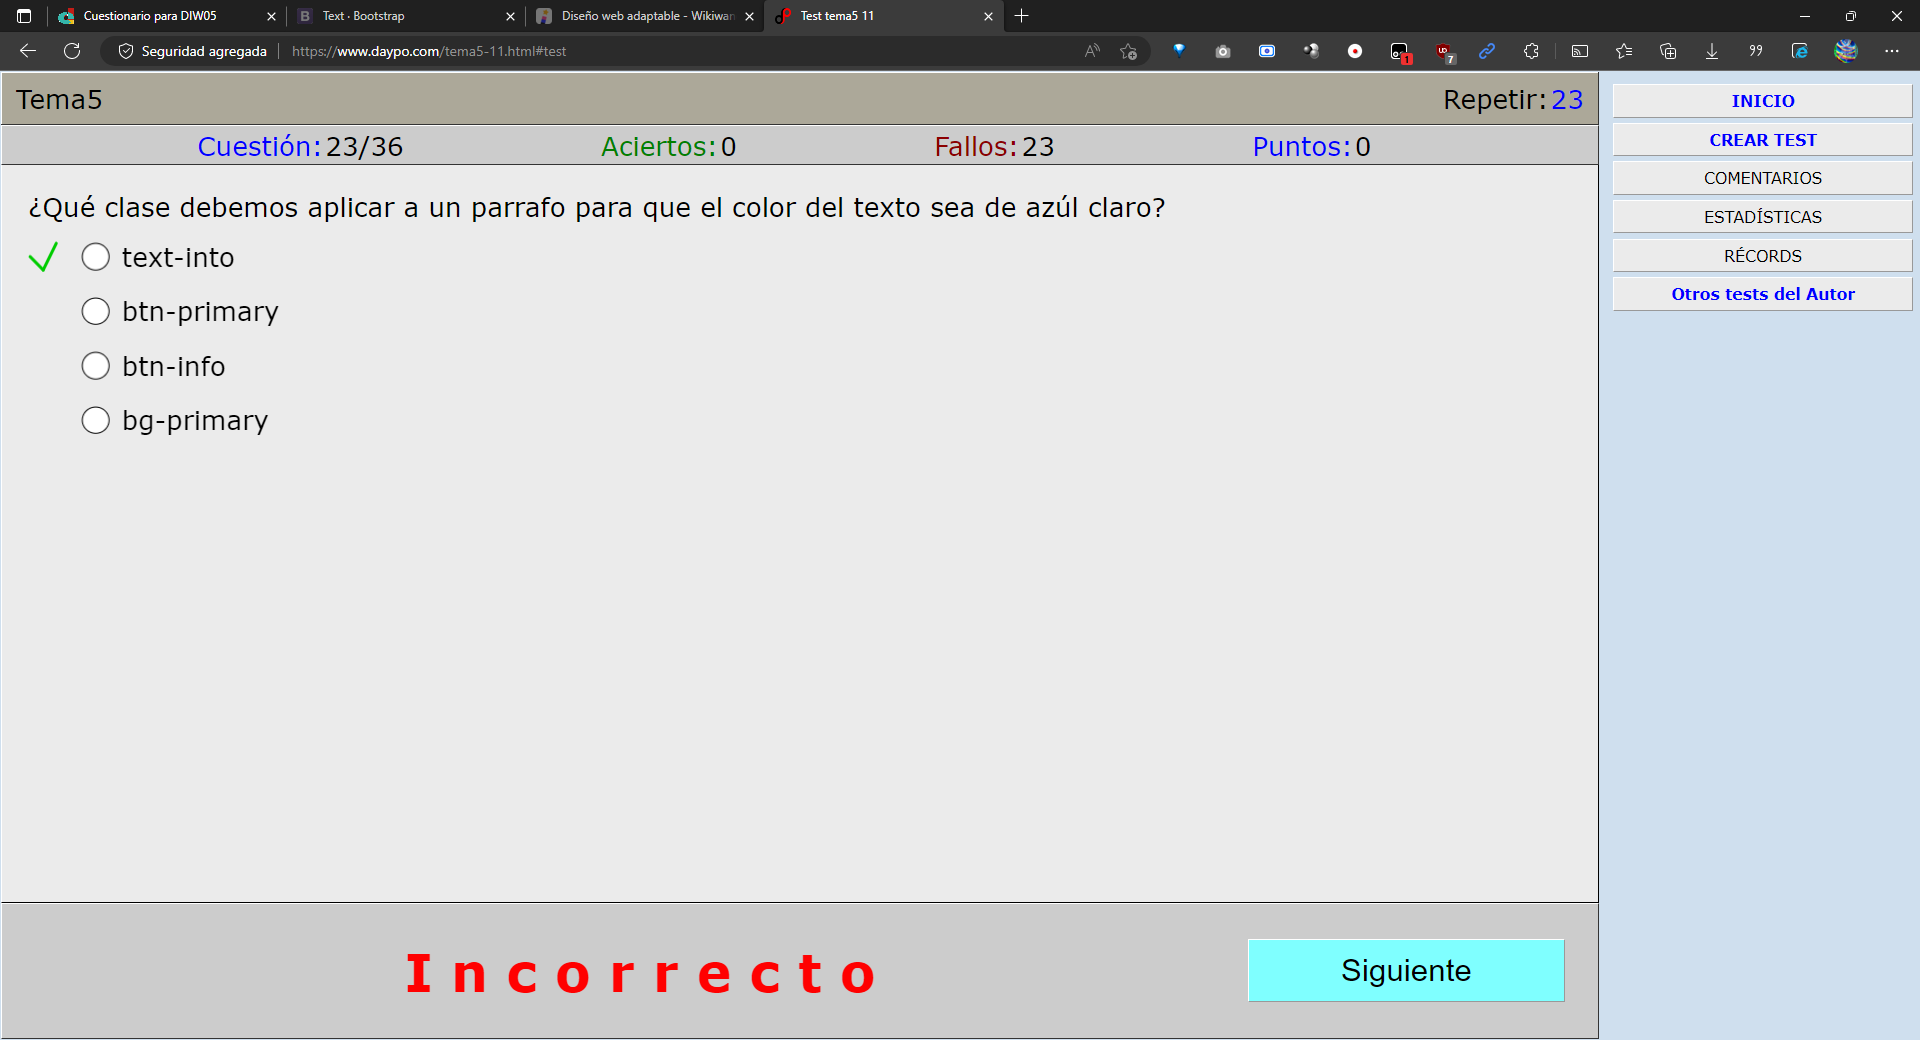 Cuestionario para DIW05
B Text · Bootstrap
Diseño web adaptable - Wikiwan
Test tema5 11
Seguridad agregada
https://www.daypo.com/tema5-11.html#test
1
7
Tema5
Repetir: 23
Cuestión: 23/36
Aciertos: 0
Fallos: 23
Puntos: 0
¿Qué clase debemos aplicar a un parrafo para que el color del texto sea de azúl claro?
text-into
btn-primary
btn-info
bg-primary
Incorrecto
Siguiente
INICIO
CREAR TEST
COMENTARIOS
ESTADÍSTICAS
RÉCORDS
Otros tests del Autor